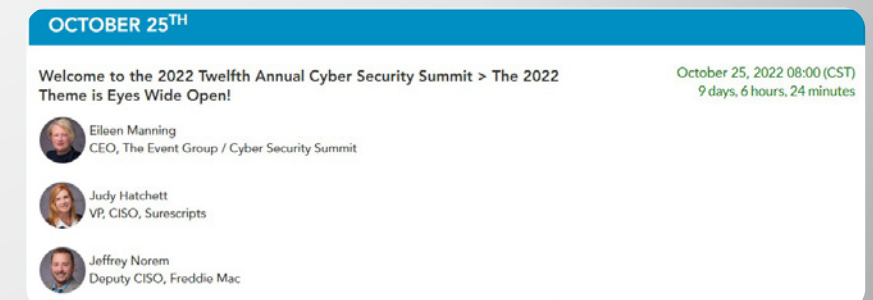 OCTOBER 25TH
Welcome to the 2022 Twelfth Annual Cyber Security Summit > The 2022
Theme is Eyes Wide Open!
October 25, 2022 08:00 (CST)
9 days, 6 hours, 24 minutes
Eileen Manning
CEO, The Event Group / Cyber Security Summit
Judy Hatchett
VP, CISO, Surescripts
Jeffrey Norem
Deputy CISO, Freddie Mac